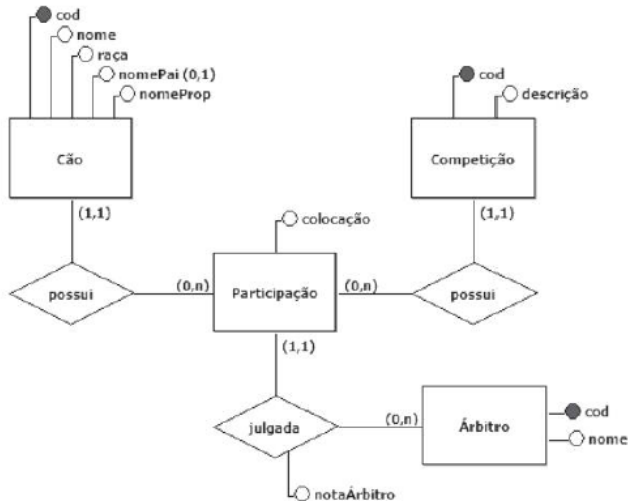 cod
nome
raça
nomePai (0,1)
nomeProp
cod
descrição
Cão
Competição
(1,1)
(1,1)
colocação
possui
(0,n)
Participação
(0,n)
possui
(1,1)
julgada
(0,n)
Árbitro
cod
nome
notaÁrbitro